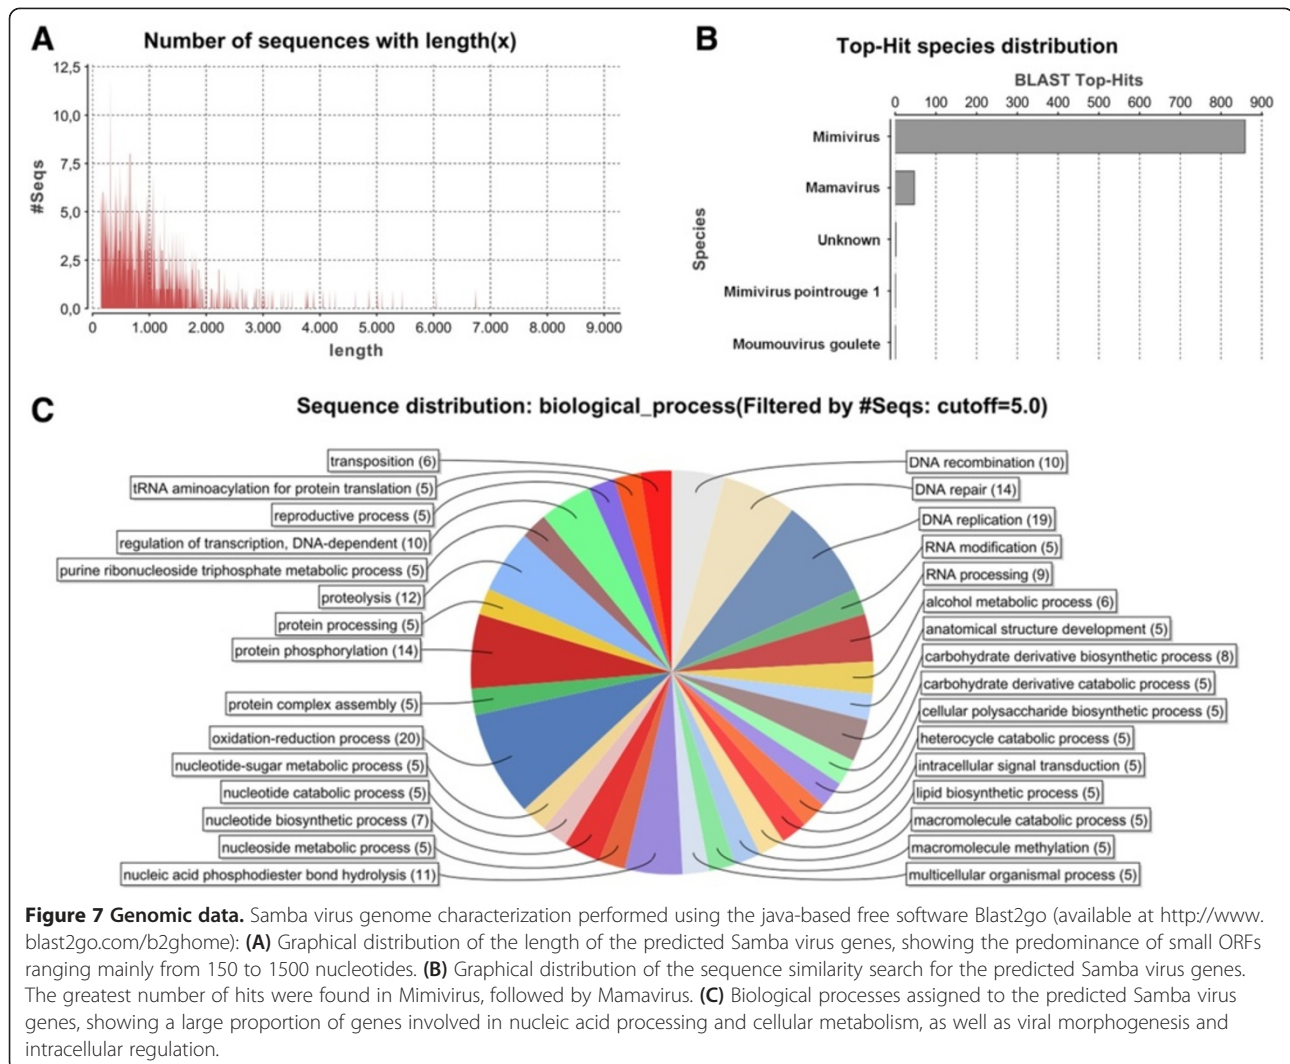 A
Number of sequences with length(x)
12,5
10,0
7,5
5,0
2,5
0,0
#Seqs
0 1.000 2.000 3.000 4.000 5.000 6.000 7.000 8.000 9.000
length
B
Top-Hit species distribution
BLAST Top-Hits
0 100 200 300 400 500 600 700 800 900
Species
Mimivirus
Mamavirus
Unknown
Mimivirus pointrouge 1
Moumouvirus goulete
C
Sequence distribution: biological_process(Filtered by #Seqs: cutoff=5.0)
transposition (6)
tRNA aminoacylation for protein translation (5)
reproductive process (5)
regulation of transcription, DNA-dependent (10)
purine ribonucleoside triphosphate metabolic process (5)
proteolysis (12)
protein processing (5)
protein phosphorylation (14)
protein complex assembly (5)
oxidation-reduction process (20)
nucleotide-sugar metabolic process (5)
nucleotide catabolic process (5)
nucleotide biosynthetic process (7)
nucleoside metabolic process (5)
nucleic acid phosphodiester bond hydrolysis (11)
DNA recombination (10)
DNA repair (14)
DNA replication (19)
RNA modification (5)
RNA processing (9)
alcohol metabolic process (6)
anatomical structure development (5)
carbohydrate derivative biosynthetic process (8)
carbohydrate derivative catabolic process (5)
cellular polysaccharide biosynthetic process (5)
heterocycle catabolic process (5)
intracellular signal transduction (5)
lipid biosynthetic process (5)
macromolecule catabolic process (5)
macromolecule methylation (5)
multicellular organismal process (5)
Figure 7 Genomic data. Samba virus genome characterization performed using the java-based free software Blast2go (available at http://www.
blast2go.com/b2ghome): (A) Graphical distribution of the length of the predicted Samba virus genes, showing the predominance of small ORFs
ranging mainly from 150 to 1500 nucleotides. (B) Graphical distribution of the sequence similarity search for the predicted Samba virus genes.
The greatest number of hits were found in Mimivirus, followed by Mamavirus. (C) Biological processes assigned to the predicted Samba virus
genes, showing a large proportion of genes involved in nucleic acid processing and cellular metabolism, as well as viral morphogenesis and
intracellular regulation.